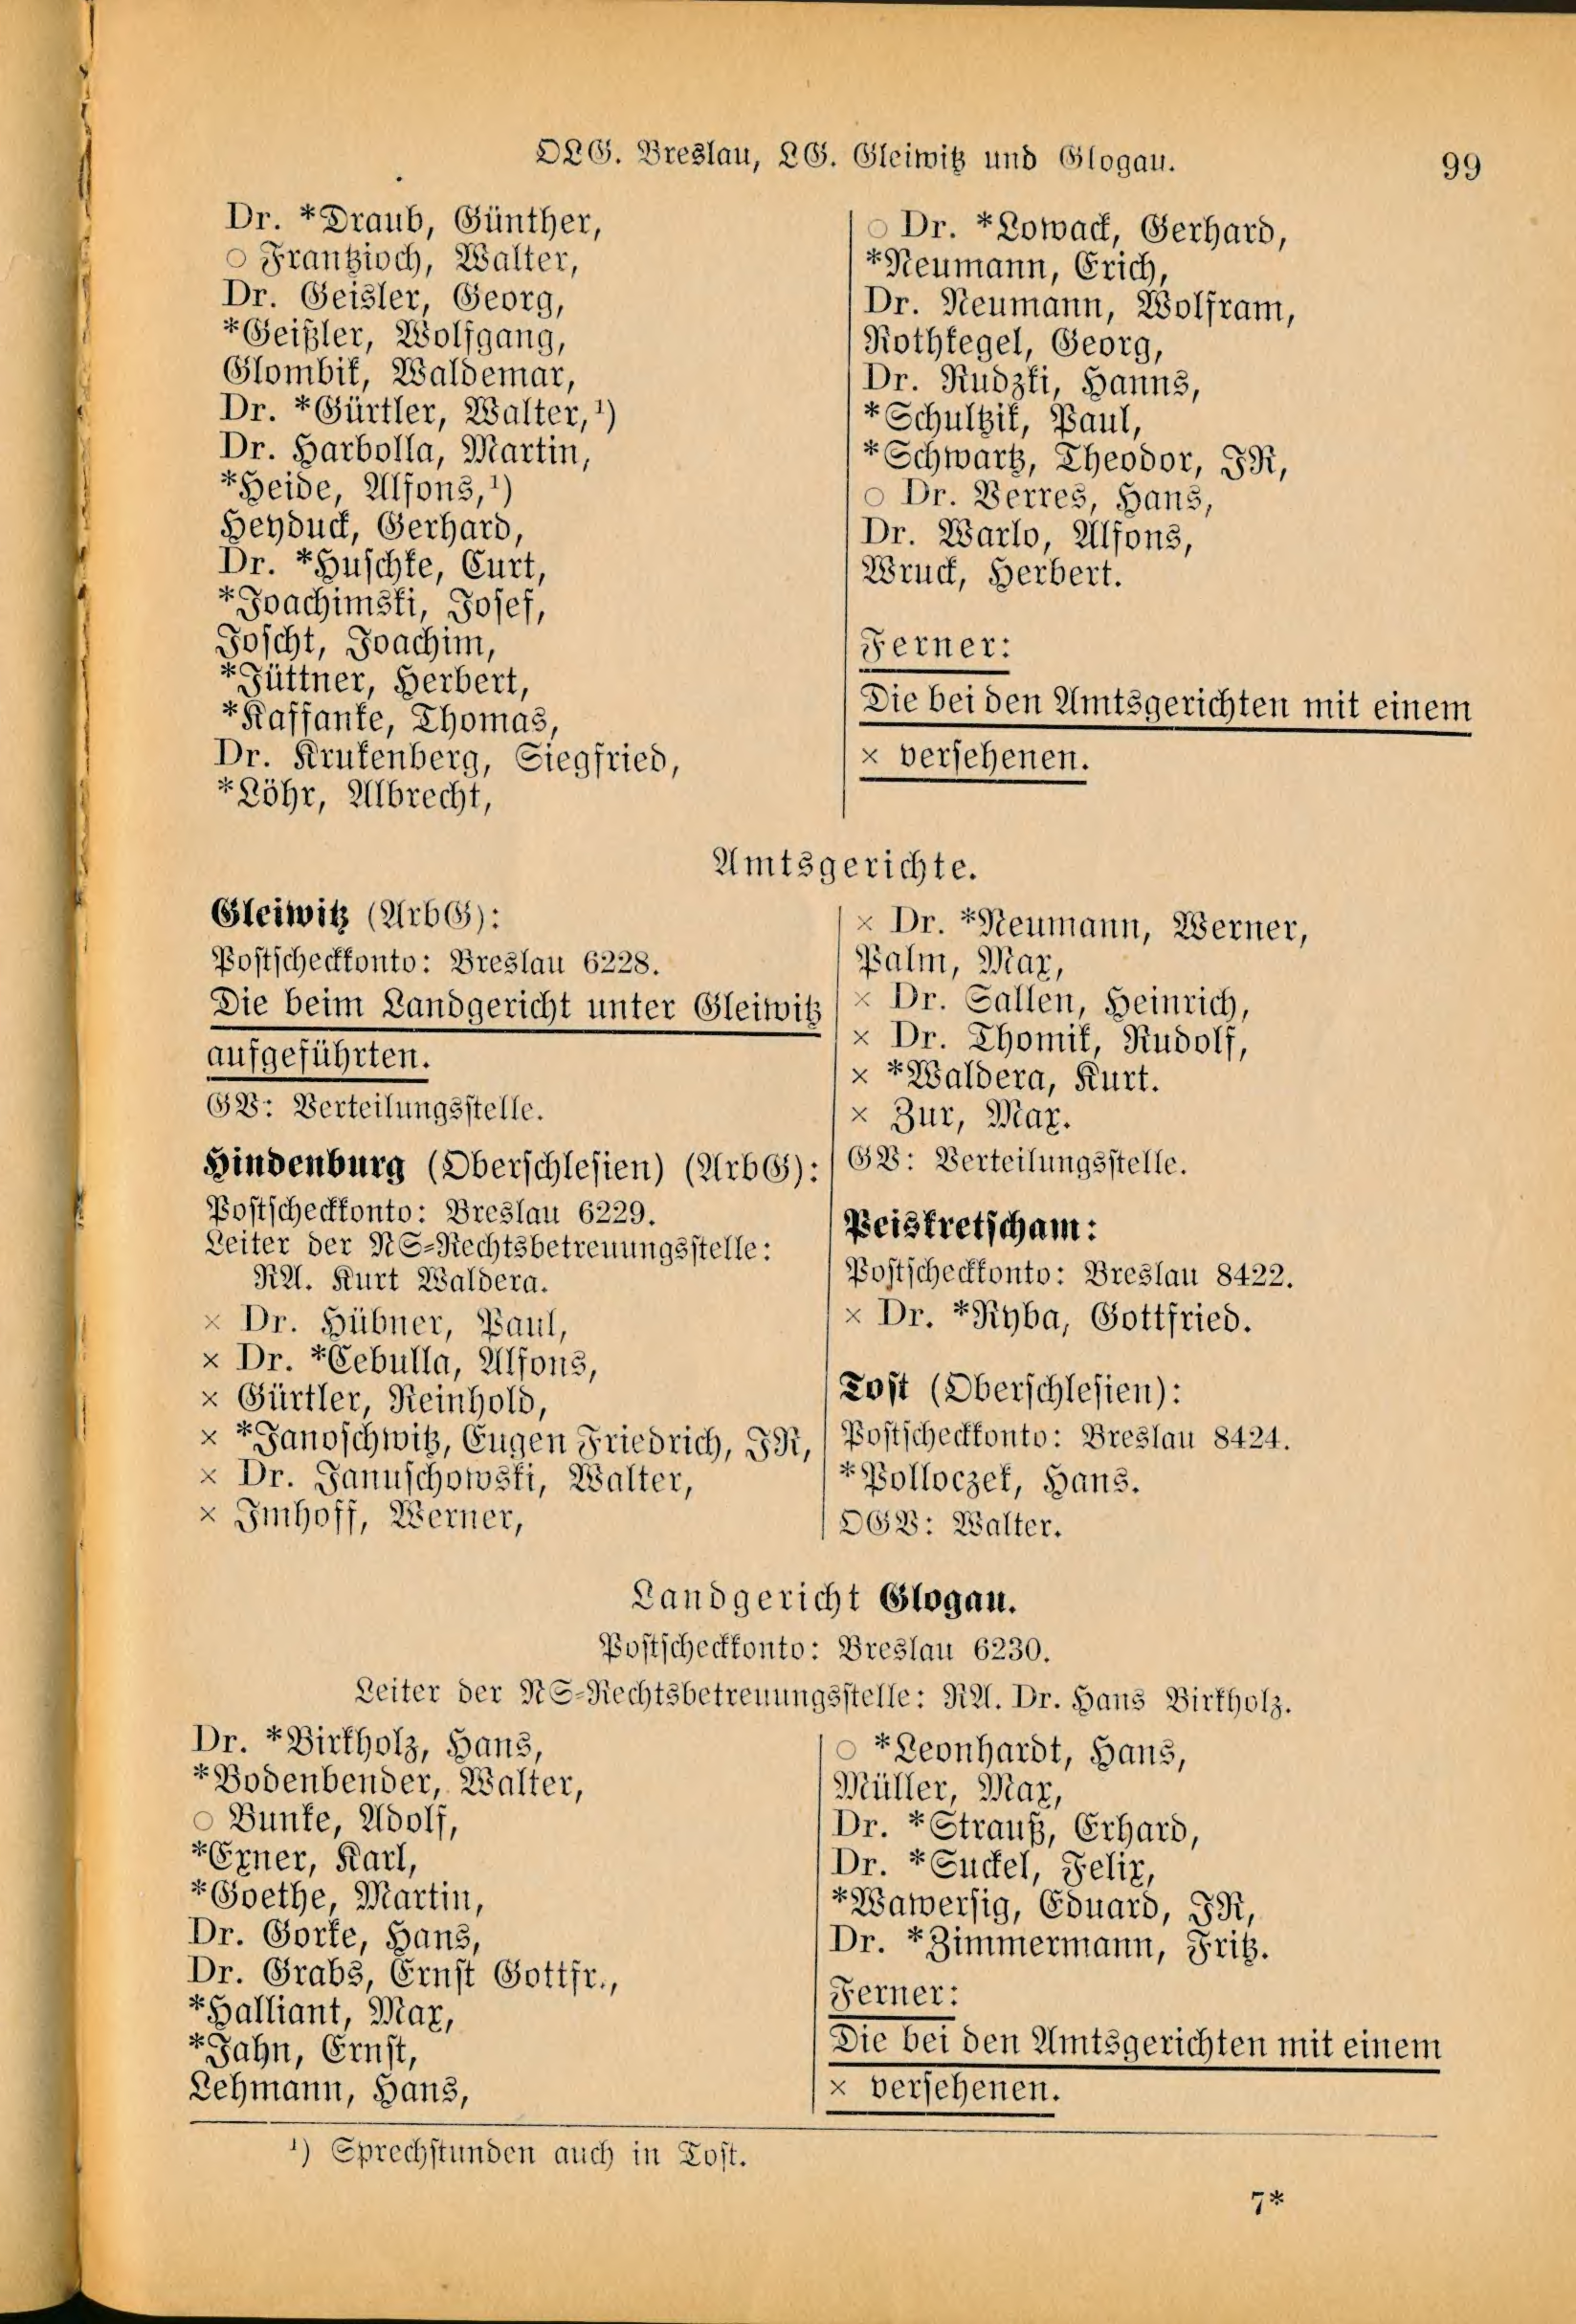 OLG. Breslau, LG. Gleiwitz und Glogau.
99
Dr. *Draub, Günther,
○ Frantzioch, Walter,
Dr. Geisler, Georg,
*Geißler, Wolfgang,
Glombik, Waldemar,
Dr. *Gürtler, Walter,¹)
Dr. Harbolla, Martin,
*Heide, Alfons,¹)
Heyduck, Gerhard,
Dr. *Huschke, Curt,
*Joachimski, Josef,
Joscht, Joachim,
*Jüttner, Herbert,
*Kaffanke, Thomas,
Dr. Krukenberg, Siegfried,
*Löhr, Albrecht,
○ Dr. *Lowack, Gerhard,
*Neumann, Erich,
Dr. Neumann, Wolfram,
Rothkegel, Georg,
Dr. Rudzki, Hanns,
*Schultzik, Paul,
*Schwartz, Theodor, JR,
○ Dr. Verres, Hans,
Dr. Warlo, Alfons,
Wruck, Herbert.
Ferner:
Die bei den Amtsgerichten mit einem
× versehenen.
Amtsgerichte.
Gleiwitz (ArbG):
Postscheckkonto: Breslau 6228.
Die beim Landgericht unter Gleiwitz
aufgeführten.
GV: Verteilungsstelle.
Hindenburg (Oberschlesien) (ArbG):
Postscheckkonto: Breslau 6229.
Leiter der NS-Rechtsbetreuungsstelle:
RA. Kurt Waldera.
× Dr. Hübner, Paul,
× Dr. *Cebulla, Alfons,
× Gürtler, Reinhold,
× *Janoschwitz, Eugen Friedrich, JR,
× Dr. Januschowski, Walter,
× Imhoff, Werner,
× Dr. *Neumann, Werner,
Palm, Max,
× Dr. Sallen, Heinrich,
× Dr. Thomik, Rudolf,
× *Waldera, Kurt.
× Zur, Max.
GV: Verteilungsstelle.
Peiskretscham:
Postscheckkonto: Breslau 8422.
× Dr. *Ryba, Gottfried.
Tost (Oberschlesien):
Postscheckkonto: Breslau 8424.
*Polloczek, Hans.
OGV: Walter.
Landgericht Glogau.
Postscheckkonto: Breslau 6230.
Leiter der NS-Rechtsbetreuungsstelle: RA. Dr. Hans Birkholz.
Dr. *Birkholz, Hans,
*Bodenbender, Walter,
○ Bunke, Adolf,
*Exner, Karl,
*Goethe, Martin,
Dr. Gorke, Hans,
Dr. Grabs, Ernst Gottfr.,
*Halliant, Max,
*Jahn, Ernst,
Lehmann, Hans,
○ *Leonhardt, Hans,
Müller, Max,
Dr. *Strauß, Erhard,
Dr. *Suckel, Felix,
*Wawersig, Eduard, JR,
Dr. *Zimmermann, Fritz.
Ferner:
Die bei den Amtsgerichten mit einem
× versehenen.
¹) Sprechstunden auch in Tost.
7*